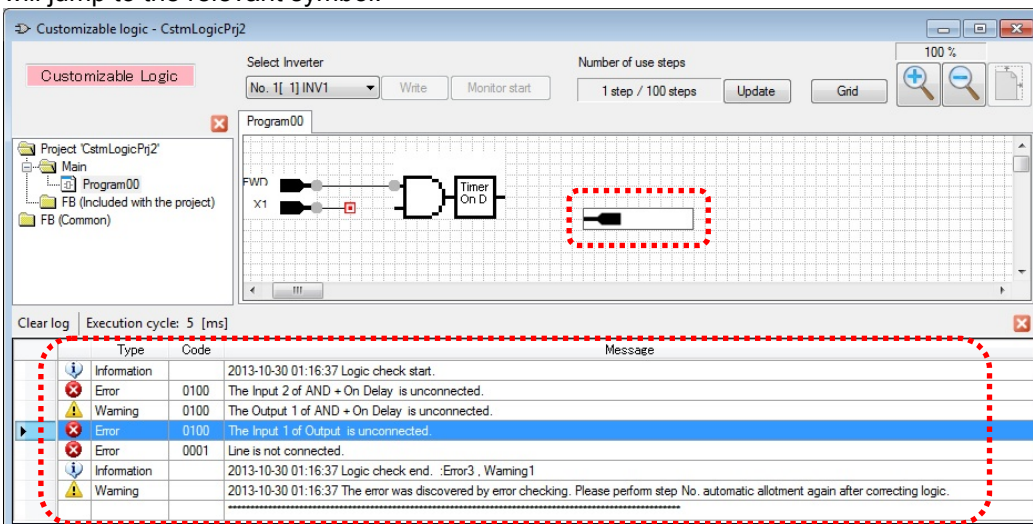 will jump to the relevant symbol.
Customizable logic - CstmLogicPrj2
Customizable Logic
Select Inverter
No. 1[ 1] INV1
Write
Monitor start
Number of use steps
1 step / 100 steps
Update
Grid
100 %
Project 'CstmLogicPrj2'
Main
Program00
FB (Included with the project)
FB (Common)
Program00
FWD
X1
Timer
On D
Clear log Execution cycle: 5 [ms]
Type Code Message
Information 2013-10-30 01:16:37 Logic check start.
Error 0100 The Input 2 of AND + On Delay is unconnected.
Warning 0100 The Output 1 of AND + On Delay is unconnected.
Error 0100 The Input 1 of Output is unconnected.
Error 0001 Line is not connected.
Information 2013-10-30 01:16:37 Logic check end. :Error3 , Warning1
Warning 2013-10-30 01:16:37 The error was discovered by error checking. Please perform step No. automatic allotment again after correcting logic.